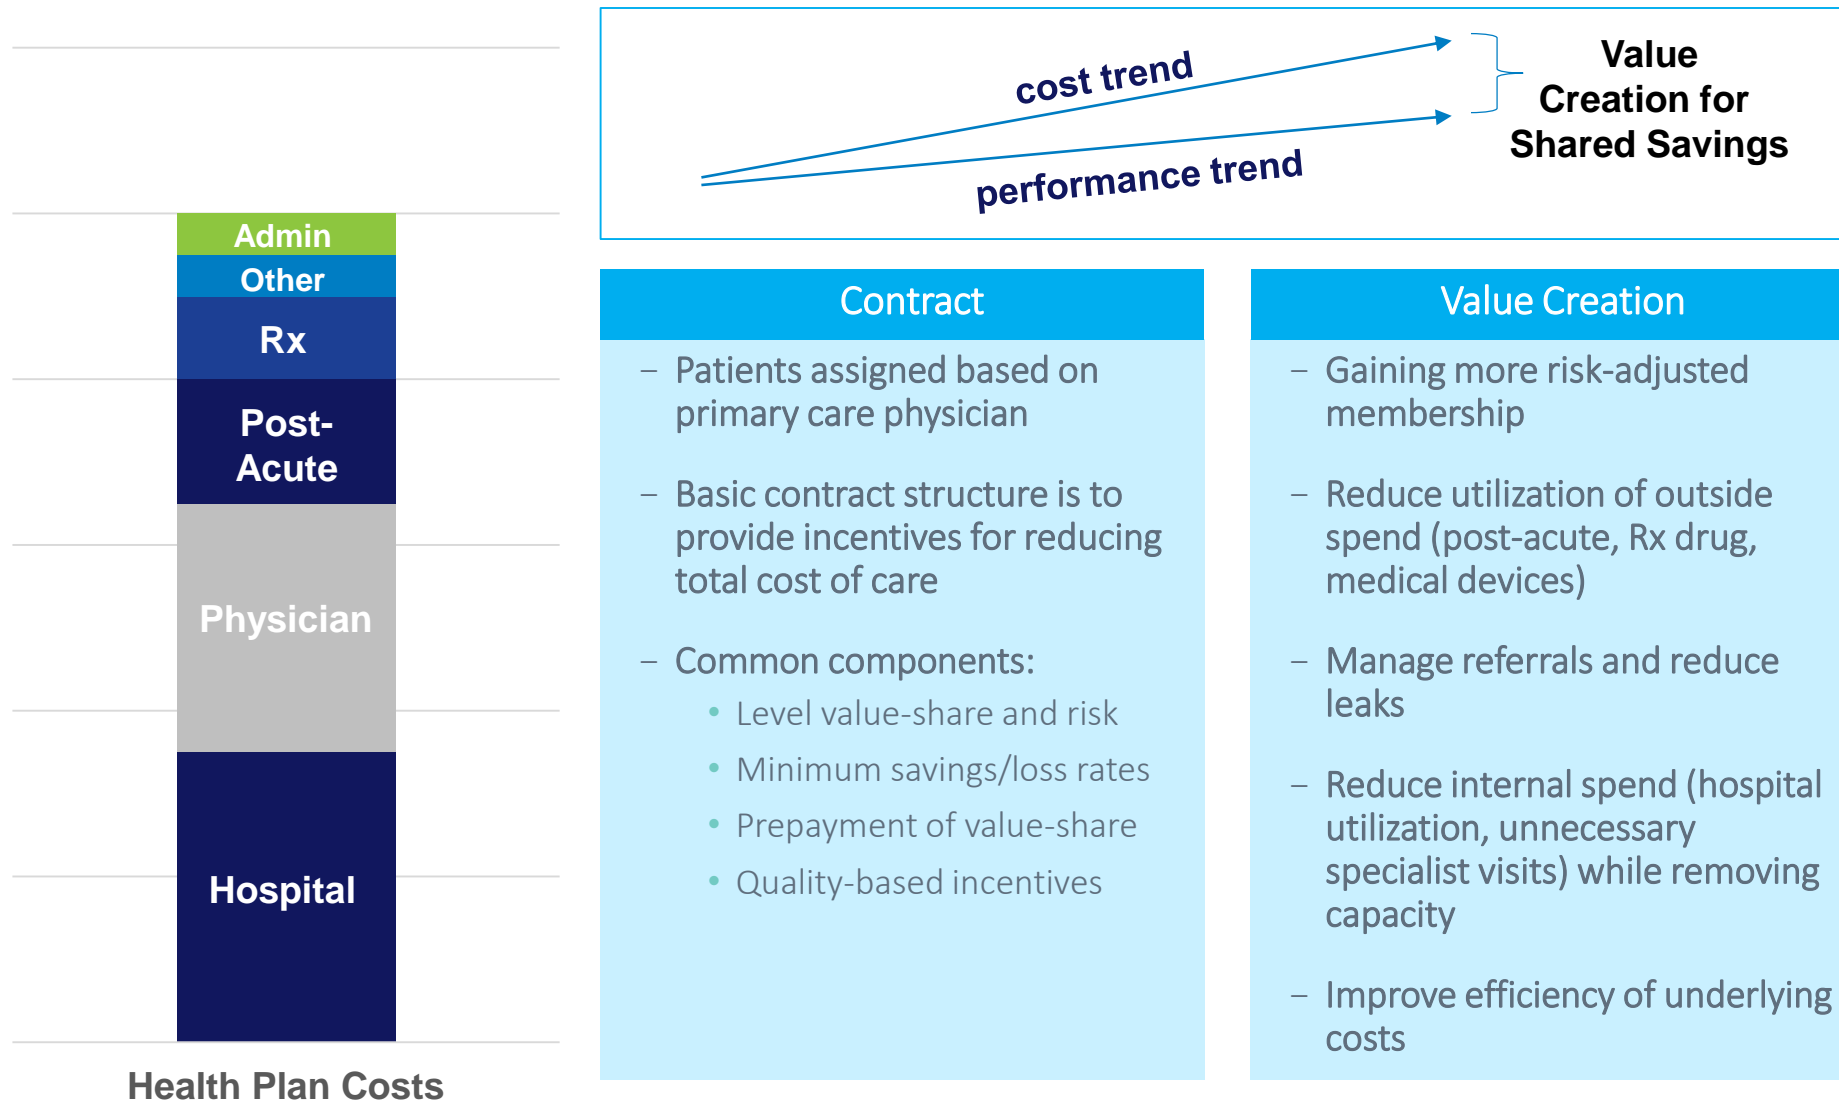 cost trend
performance trend
Value
Creation for
Shared Savings
Admin
Other
Rx
Post-
Acute
Physician
Hospital
Health Plan Costs
Contract
– Patients assigned based on
primary care physician
– Basic contract structure is to
provide incentives for reducing
total cost of care
– Common components:
• Level value-share and risk
• Minimum savings/loss rates
• Prepayment of value-share
• Quality-based incentives
Value Creation
– Gaining more risk-adjusted
membership
– Reduce utilization of outside
spend (post-acute, Rx drug,
medical devices)
– Manage referrals and reduce
leaks
– Reduce internal spend (hospital
utilization, unnecessary
specialist visits) while removing
capacity
– Improve efficiency of underlying
costs